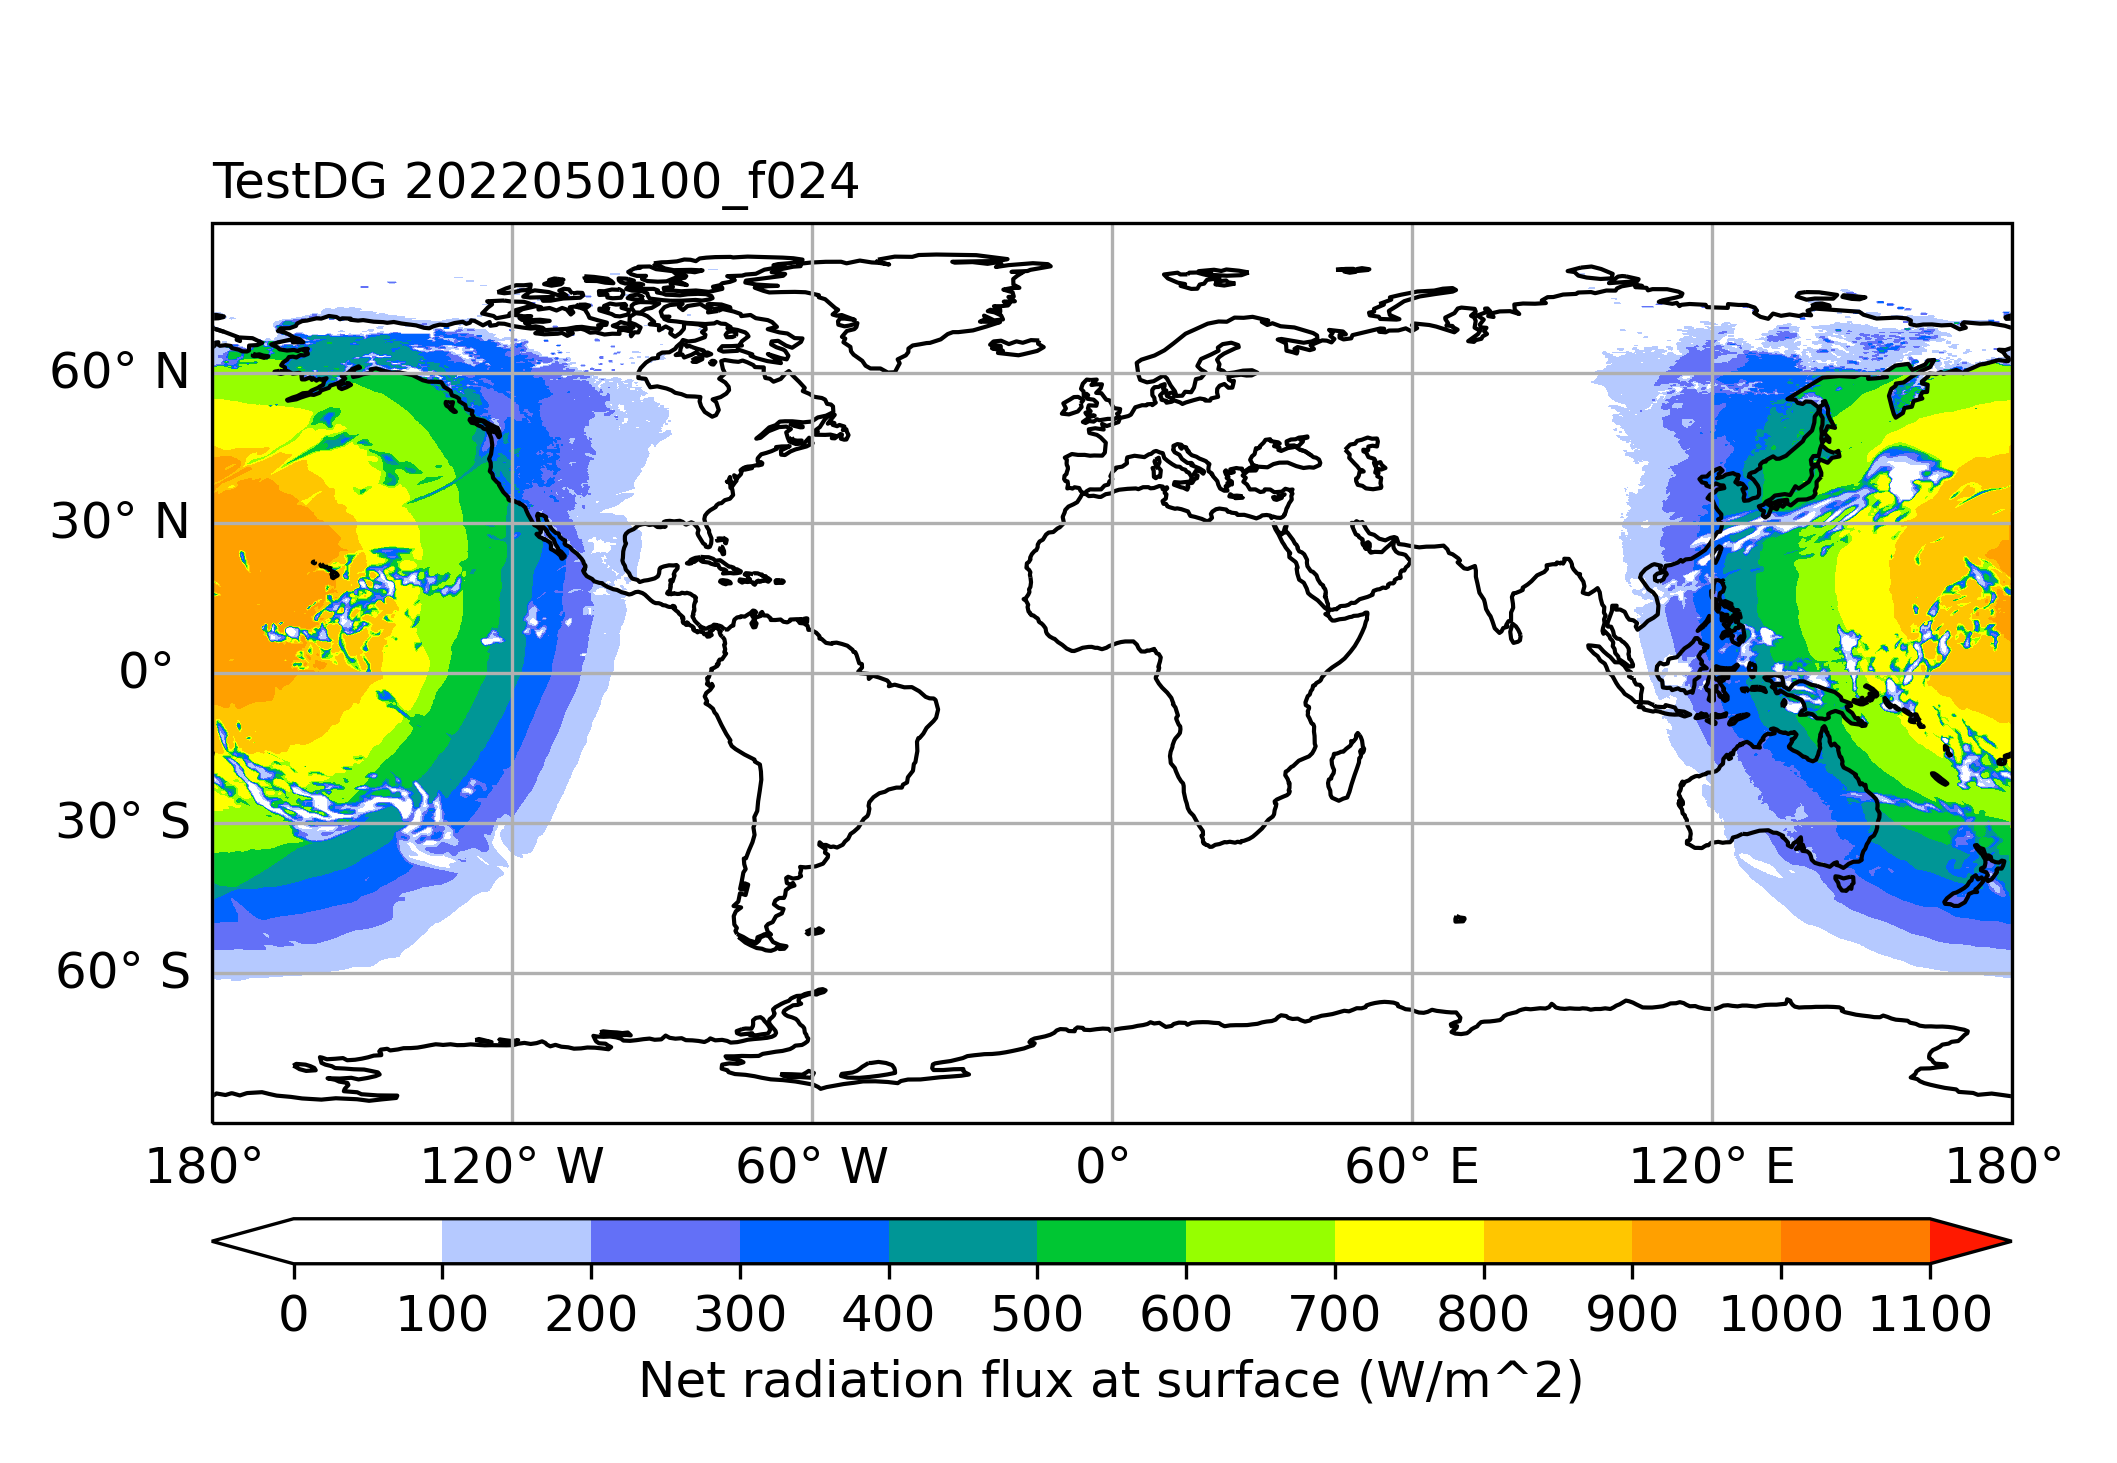 TestDG 2022050100_f024
60° N
30° N
0°
30° S
60° S
180° 120° W 60° W 0° 60° E 120° E 180°
0 100 200 300 400 500 600 700 800 900 1000 1100
Net radiation flux at surface (W/m^2)